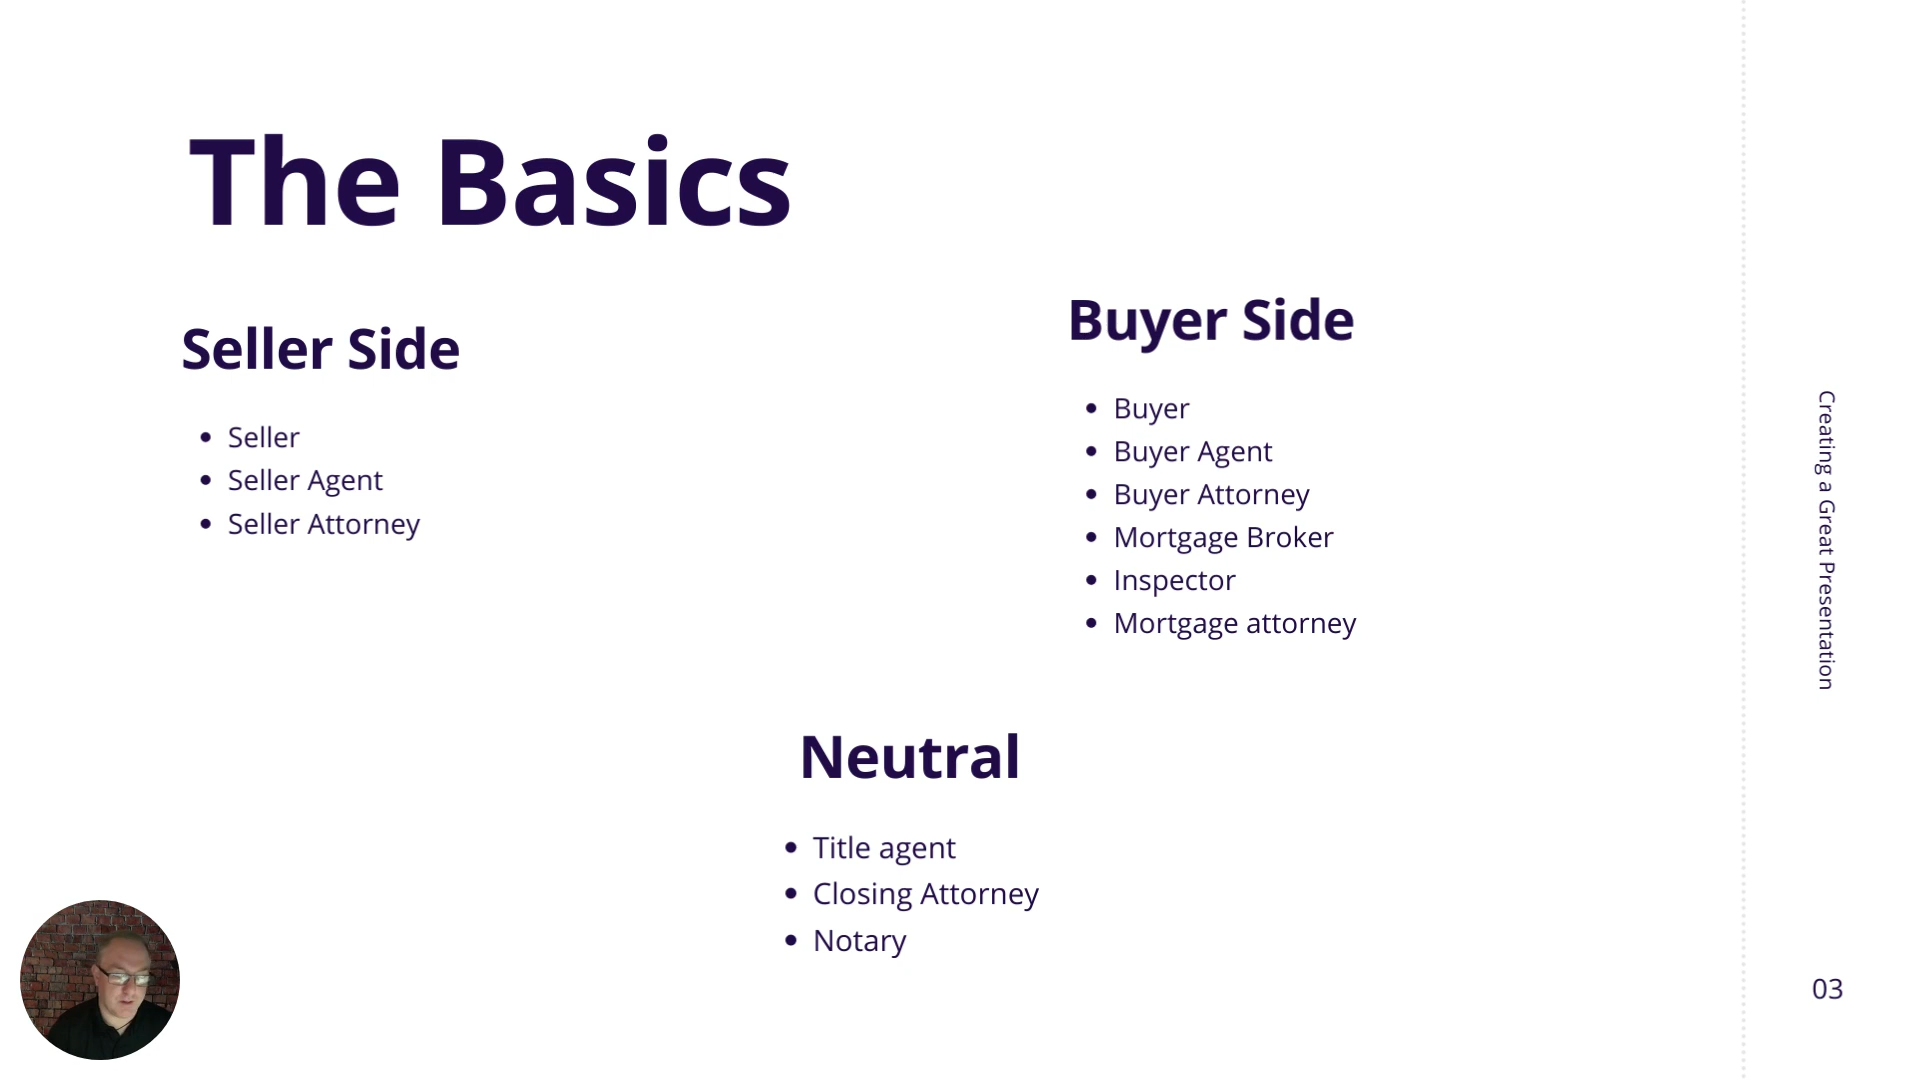 The Basics
Seller Side
Seller
Seller Agent
Seller Attorney
Buyer Side
Buyer
Buyer Agent
Buyer Attorney
Mortgage Broker
Inspector
Mortgage attorney
Neutral
Title agent
Closing Attorney
Notary
Creating a Great Presentation
03